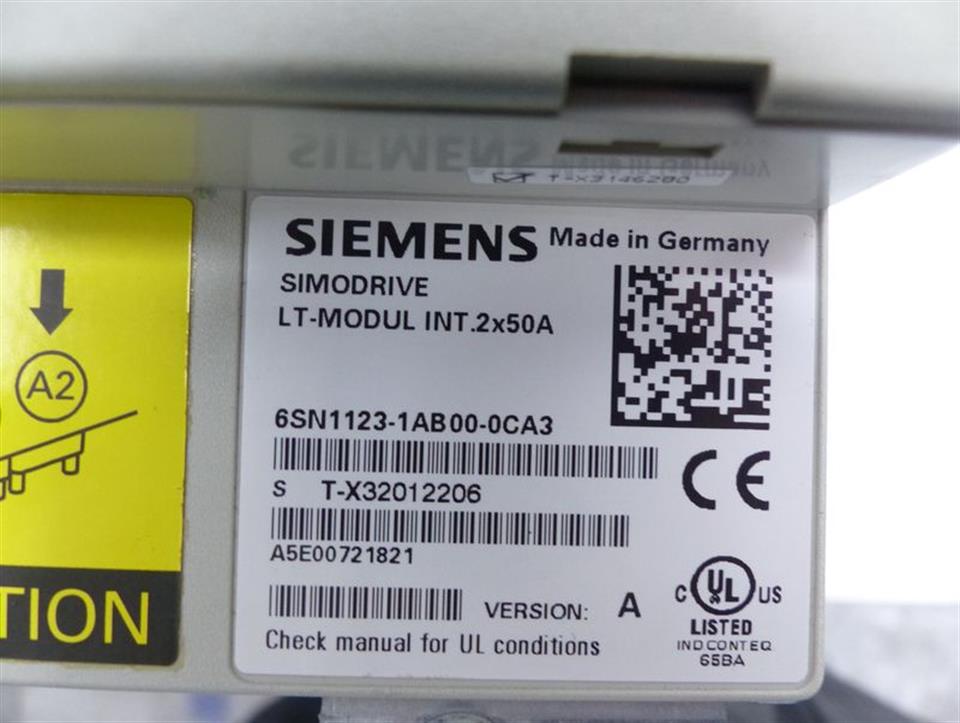 T-X3146280
SIEMENS Made in Germany
SIMODRIVE
LT-MODUL INT.2x50A
6SN1123-1AB00-0CA3
S T-X32012206
A5E00721821
VERSION: A
Check manual for UL conditions
CE
C UL US
LISTED
IND CONT EQ
65BA
A2
TION